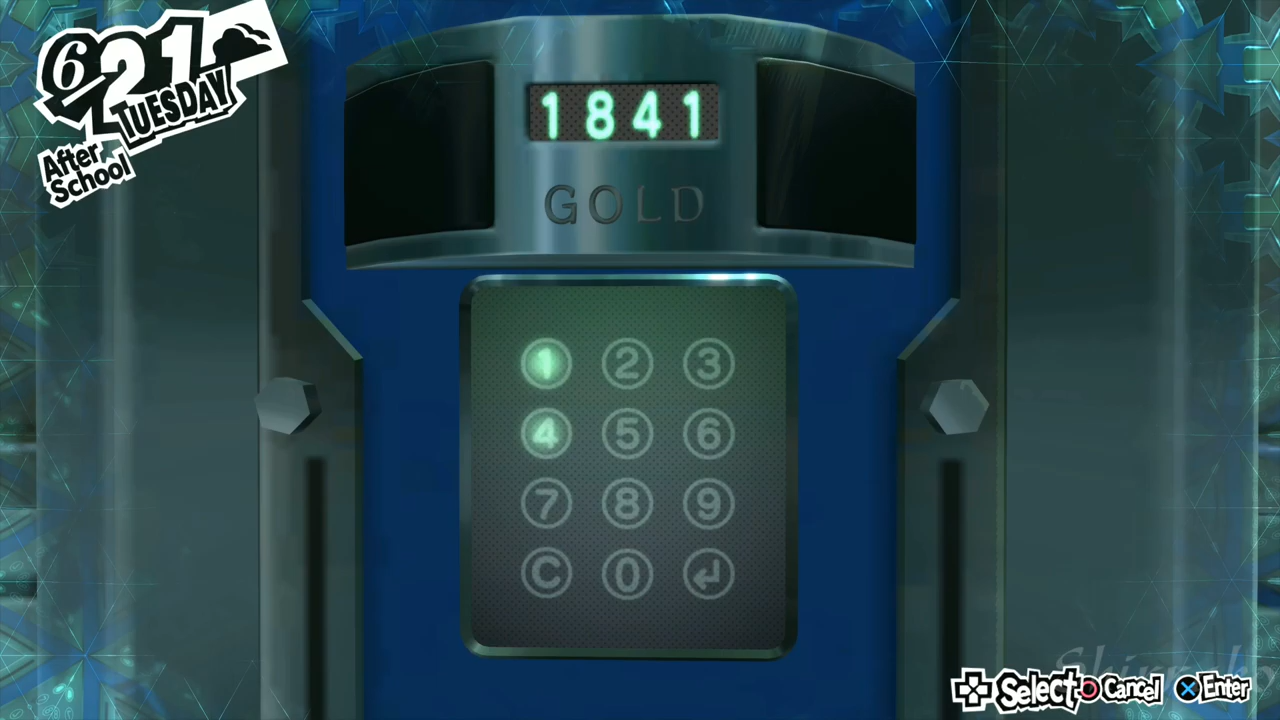 6/21
TUESDAY
After
School
1841
GOLD
1 2 3
4 5 6
7 8 9
C 0 ↵
Select Cancel Enter